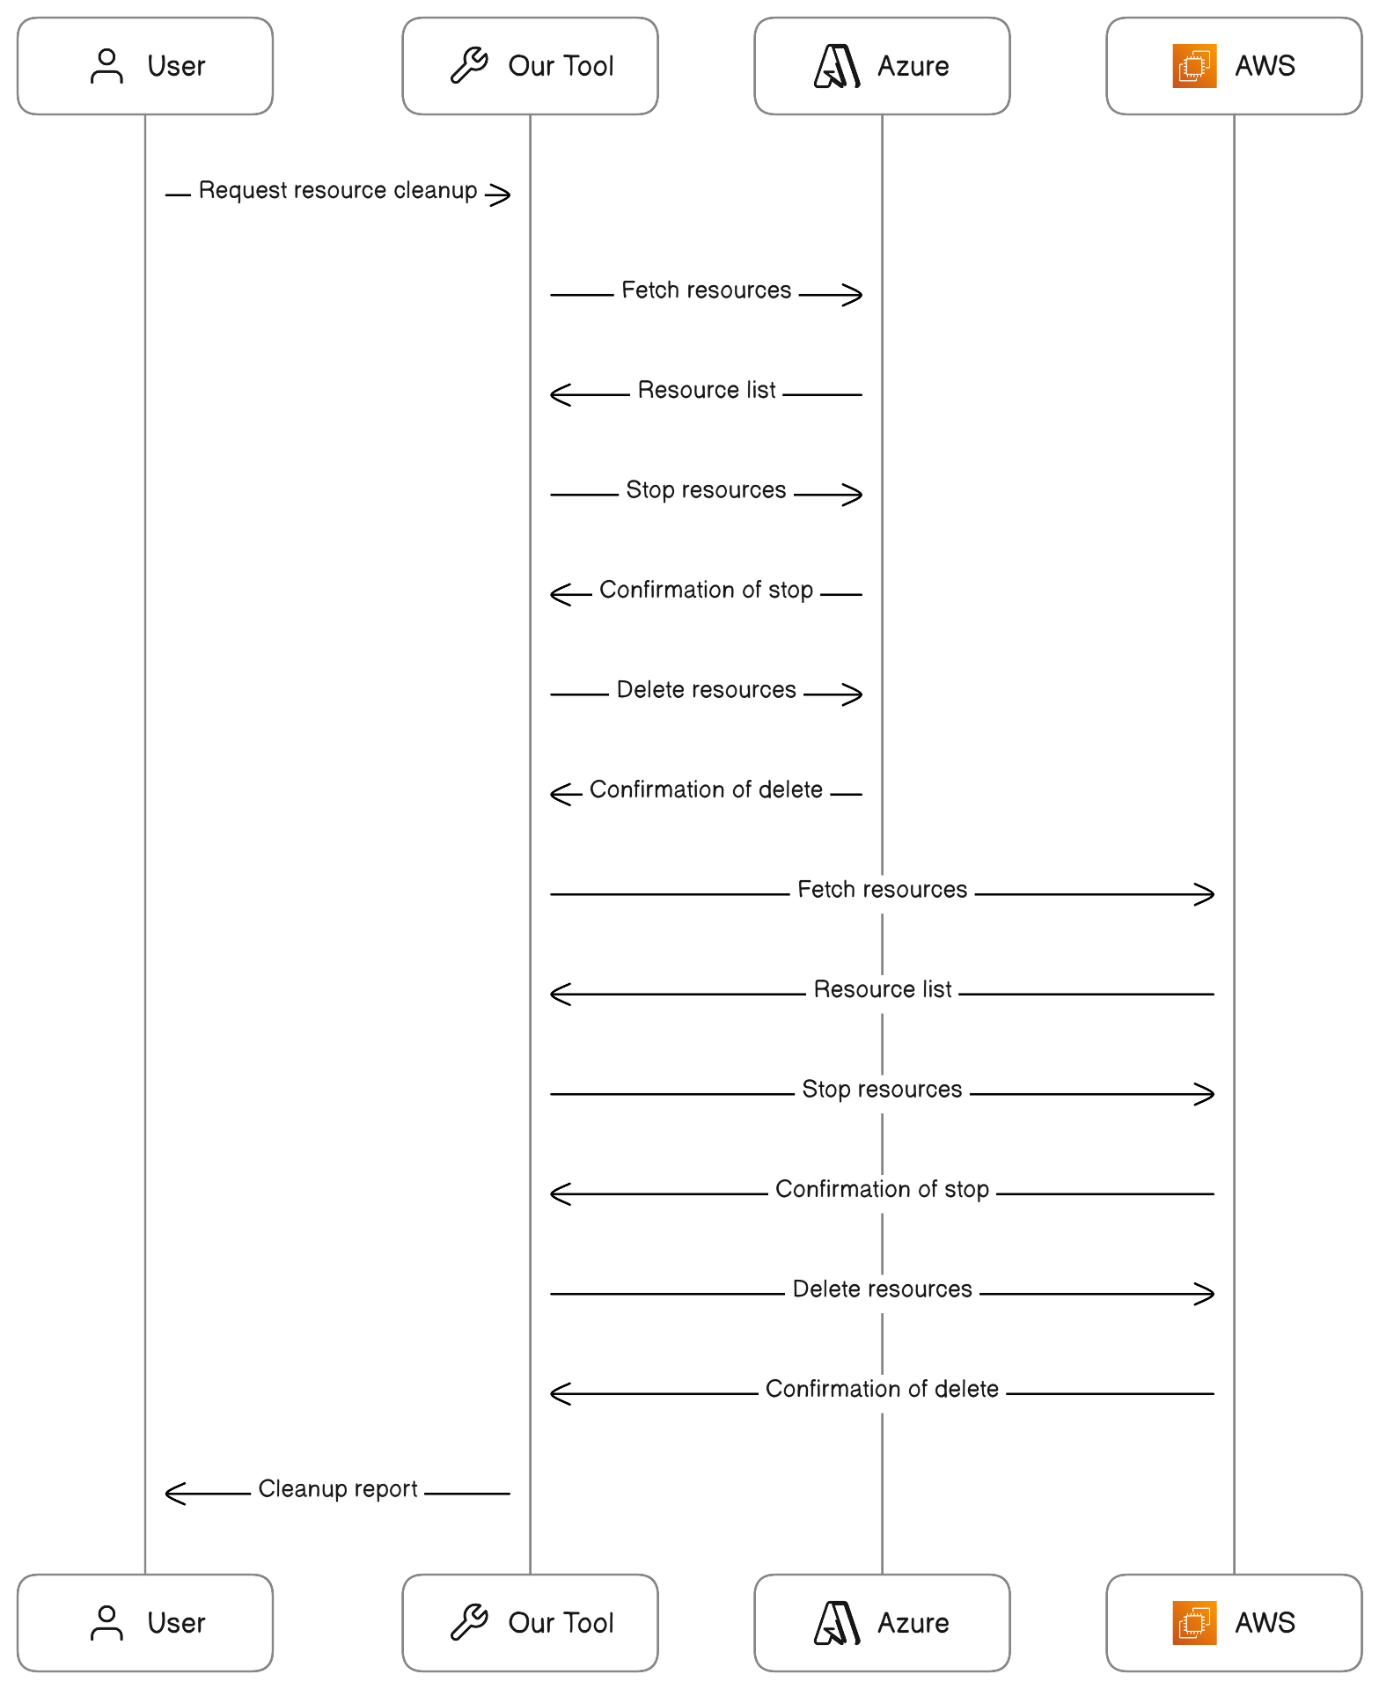 User
Our Tool
Azure
AWS
Request resource cleanup
Fetch resources
Resource list
Stop resources
Confirmation of stop
Delete resources
Confirmation of delete
Fetch resources
Resource list
Stop resources
Confirmation of stop
Delete resources
Confirmation of delete
Cleanup report
User
Our Tool
Azure
AWS